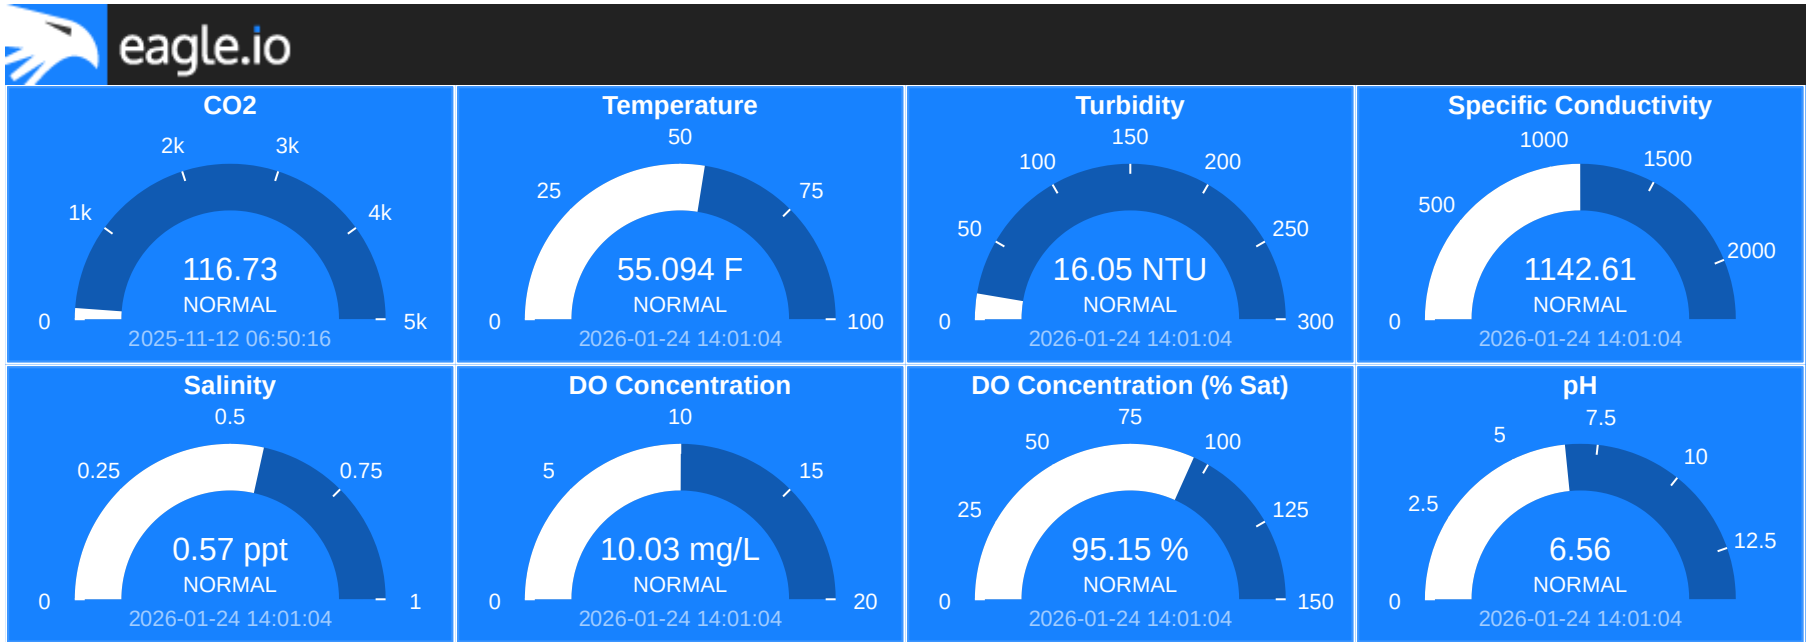 eagle.io
CO2
0
1k
2k
3k
4k
5k
116.73
NORMAL
2025-11-12 06:50:16
Temperature
0
25
50
75
100
55.094 F
NORMAL
2026-01-24 14:01:04
Turbidity
0
50
100
150
200
250
300
16.05 NTU
NORMAL
2026-01-24 14:01:04
Specific Conductivity
0
500
1000
1500
2000
1142.61
NORMAL
2026-01-24 14:01:04
Salinity
0
0.25
0.5
0.75
1
0.57 ppt
NORMAL
2026-01-24 14:01:04
DO Concentration
0
5
10
15
20
10.03 mg/L
NORMAL
2026-01-24 14:01:04
DO Concentration (% Sat)
0
25
50
75
100
125
150
95.15 %
NORMAL
2026-01-24 14:01:04
pH
0
2.5
5
7.5
10
12.5
6.56
NORMAL
2026-01-24 14:01:04